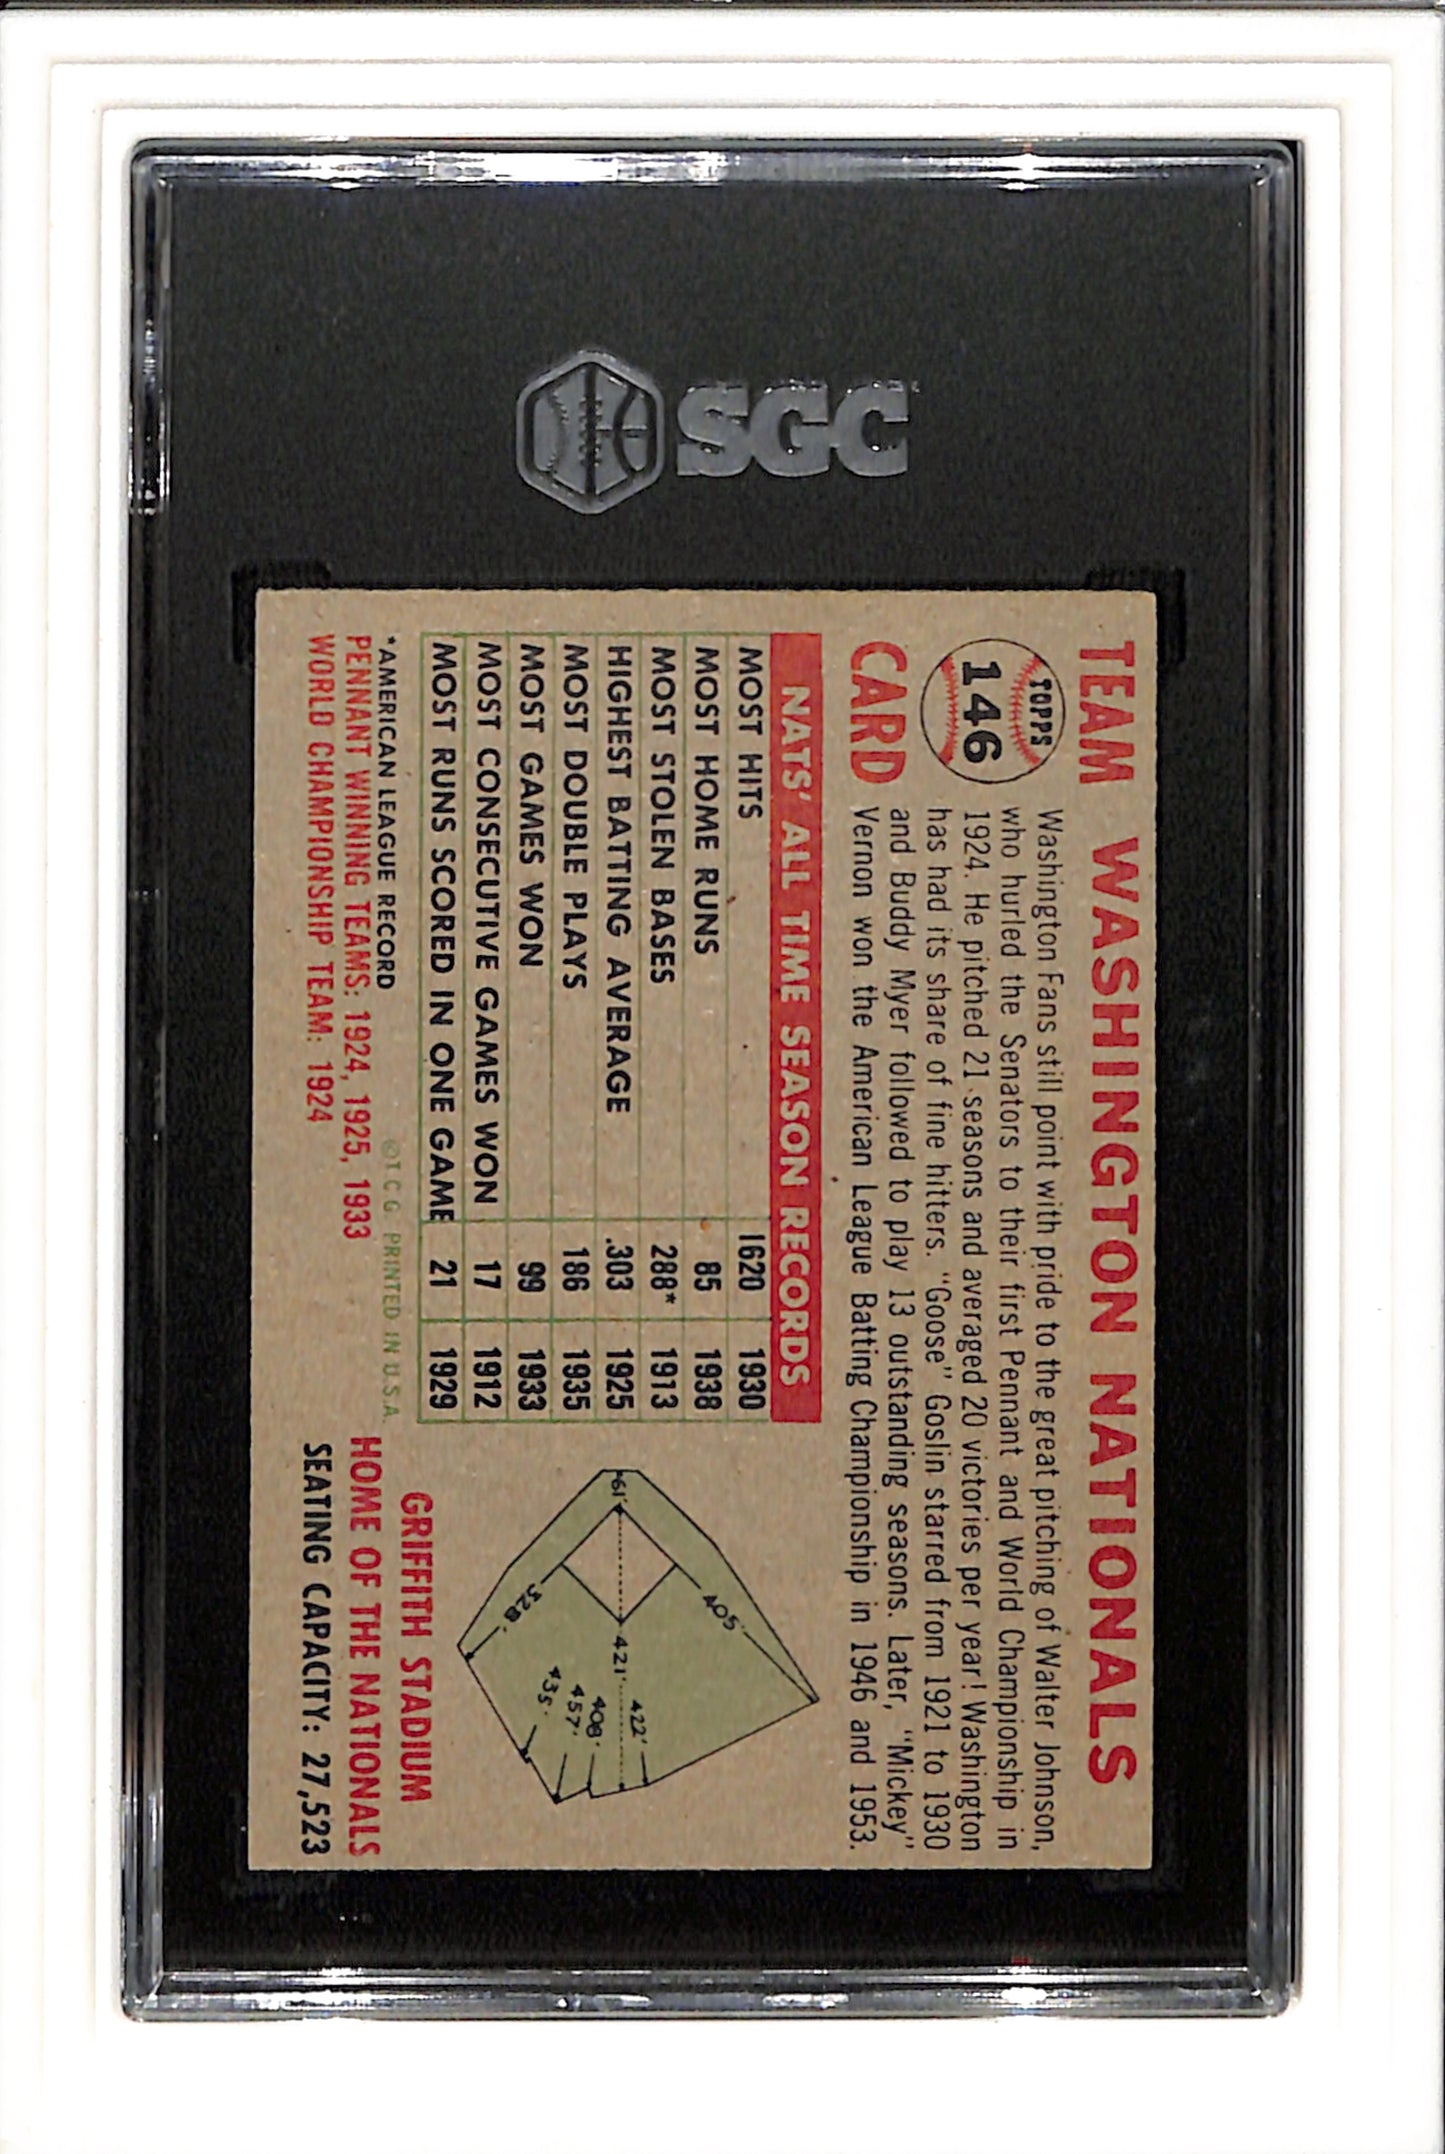 SGC
TEAM WASHINGTON NATIONALS
TOPPS
146
CARD
Washington Fans still point with pride to the great pitching of Walter Johnson,
who hurled the Senators to their first Pennant and World Championship in
1924. He pitched 21 seasons and averaged 20 victories per year! Washington
has had its share of fine hitters. "Goose" Goslin starred from 1921 to 1930
and Buddy Myer followed to play 13 outstanding seasons. Later, "Mickey"
Vernon won the American League Batting Championship in 1946 and 1953.
NATS' ALL TIME SEASON RECORDS
MOST HITS 1620 1930
MOST HOME RUNS 85 1938
MOST STOLEN BASES 288* 1913
HIGHEST BATTING AVERAGE .303 1925
MOST DOUBLE PLAYS 186 1935
MOST GAMES WON 99 1933
MOST CONSECUTIVE GAMES WON 17 1912
MOST RUNS SCORED IN ONE GAME 21 1929
*AMERICAN LEAGUE RECORD
©T.C.G. PRINTED IN U.S.A.
PENNANT WINNING TEAMS: 1924, 1925, 1933
WORLD CHAMPIONSHIP TEAM: 1924
405'
61'
421'
422'
408'
457'
435'
328'
GRIFFITH STADIUM
HOME OF THE NATIONALS
SEATING CAPACITY: 27,523